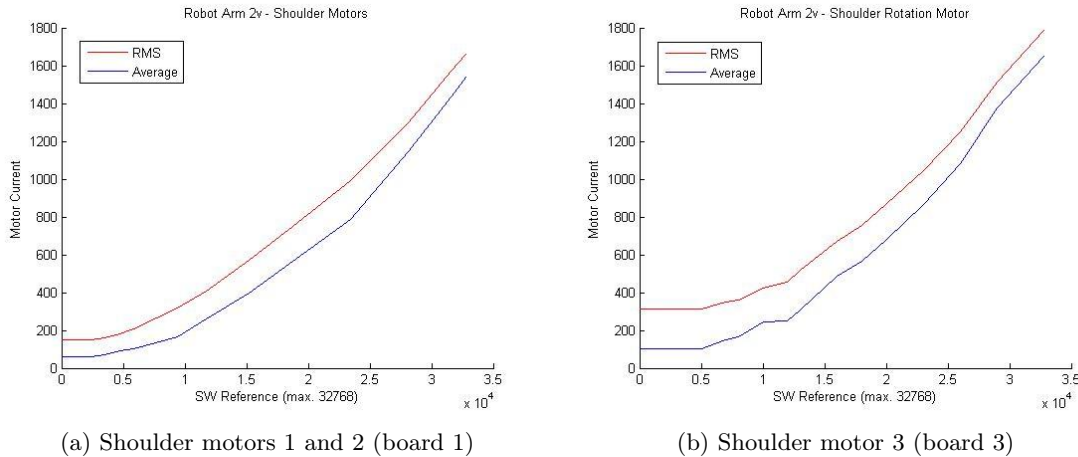 Robot Arm 2v - Shoulder Motors
1800
1600
1400
1200
1000
800
600
400
200
0
Motor Current
RMS
Average
0
0.5
1
1.5
2
2.5
3
3.5
x 10^4
SW Reference (max. 32768)
(a) Shoulder motors 1 and 2 (board 1)
Robot Arm 2v - Shoulder Rotation Motor
1800
1600
1400
1200
1000
800
600
400
200
0
Motor Current
RMS
Average
0
0.5
1
1.5
2
2.5
3
3.5
x 10^4
SW Reference (max. 32768)
(b) Shoulder motor 3 (board 3)